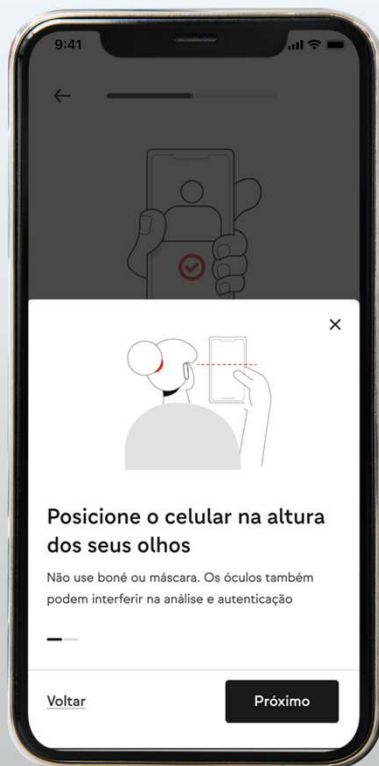 9:41
Posicione o celular na altura
dos seus olhos
Não use boné ou máscara. Os óculos também
podem interferir na análise e autenticação
Voltar
Próximo